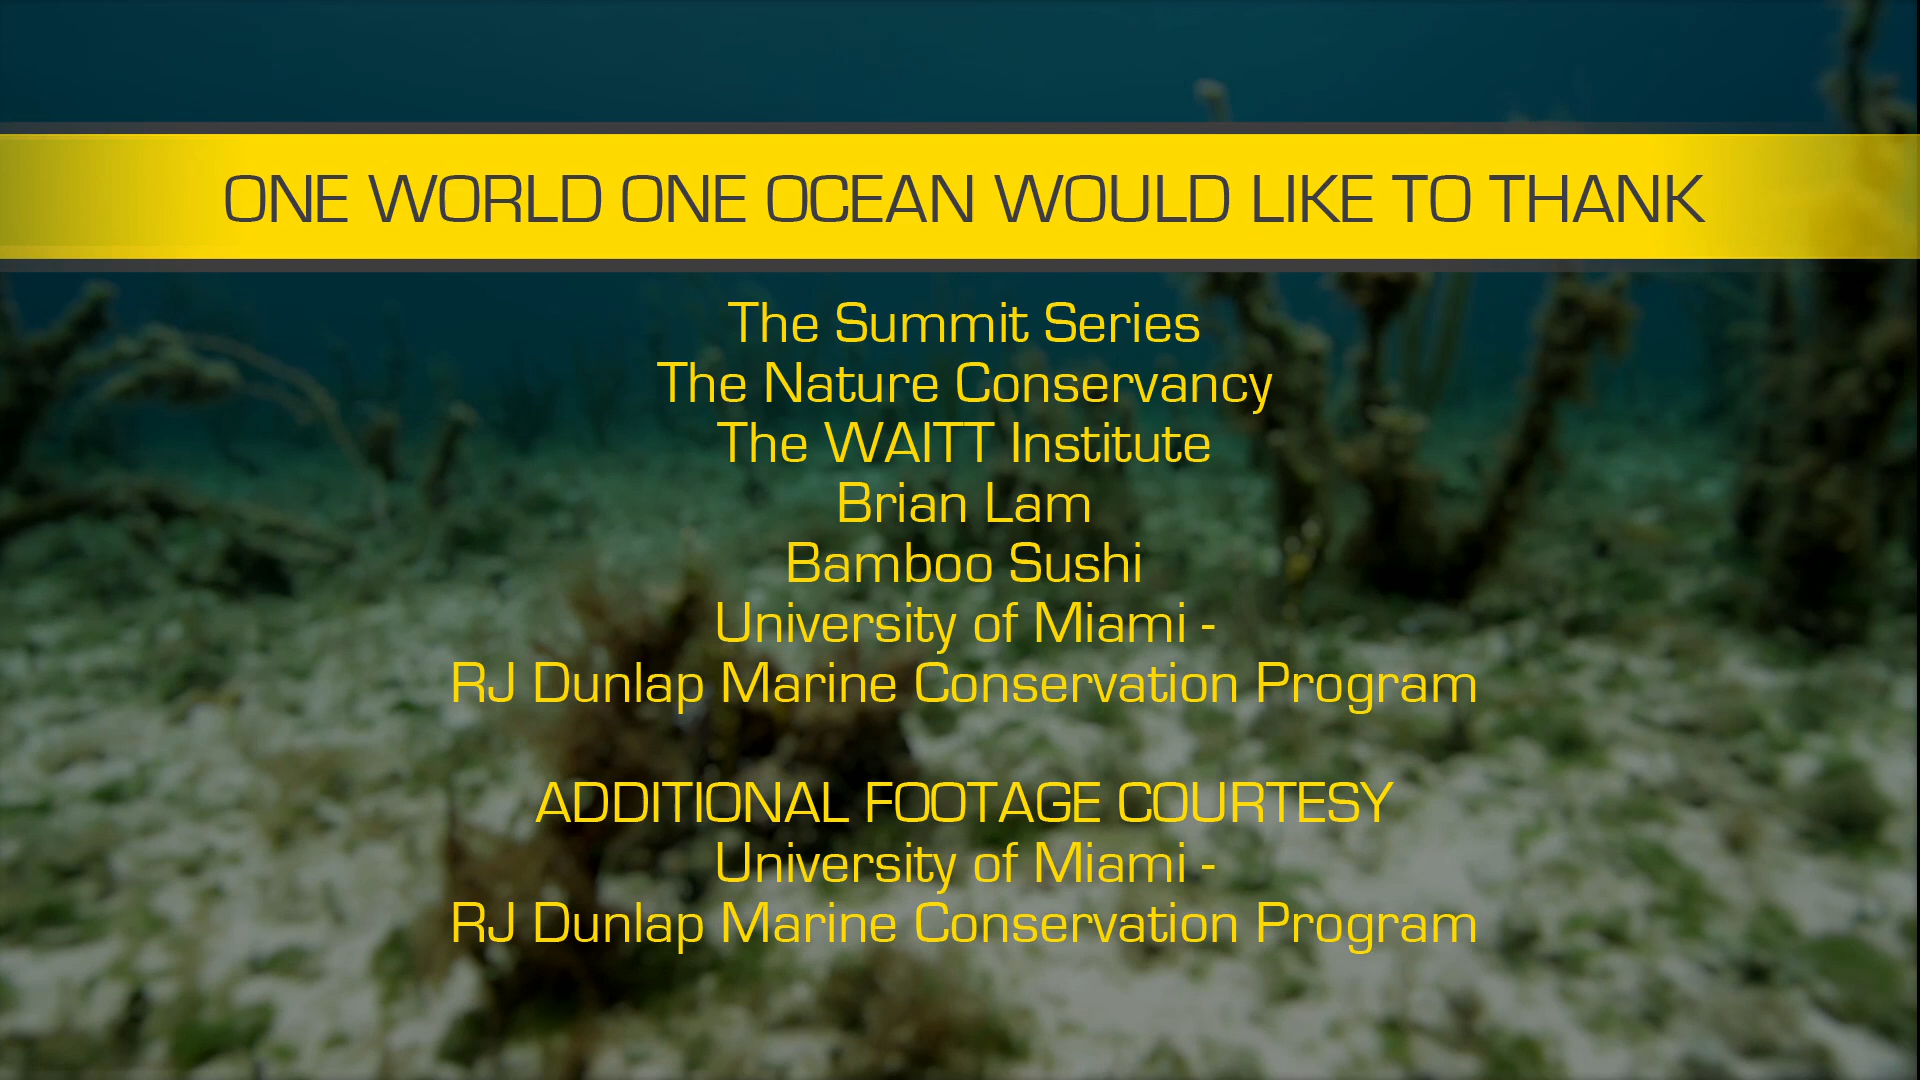 ONE WORLD ONE OCEAN WOULD LIKE TO THANK
The Summit Series
The Nature Conservancy
The WAITT Institute
Brian Lam
Bamboo Sushi
University of Miami -
RJ Dunlap Marine Conservation Program
ADDITIONAL FOOTAGE COURTESY
University of Miami -
RJ Dunlap Marine Conservation Program